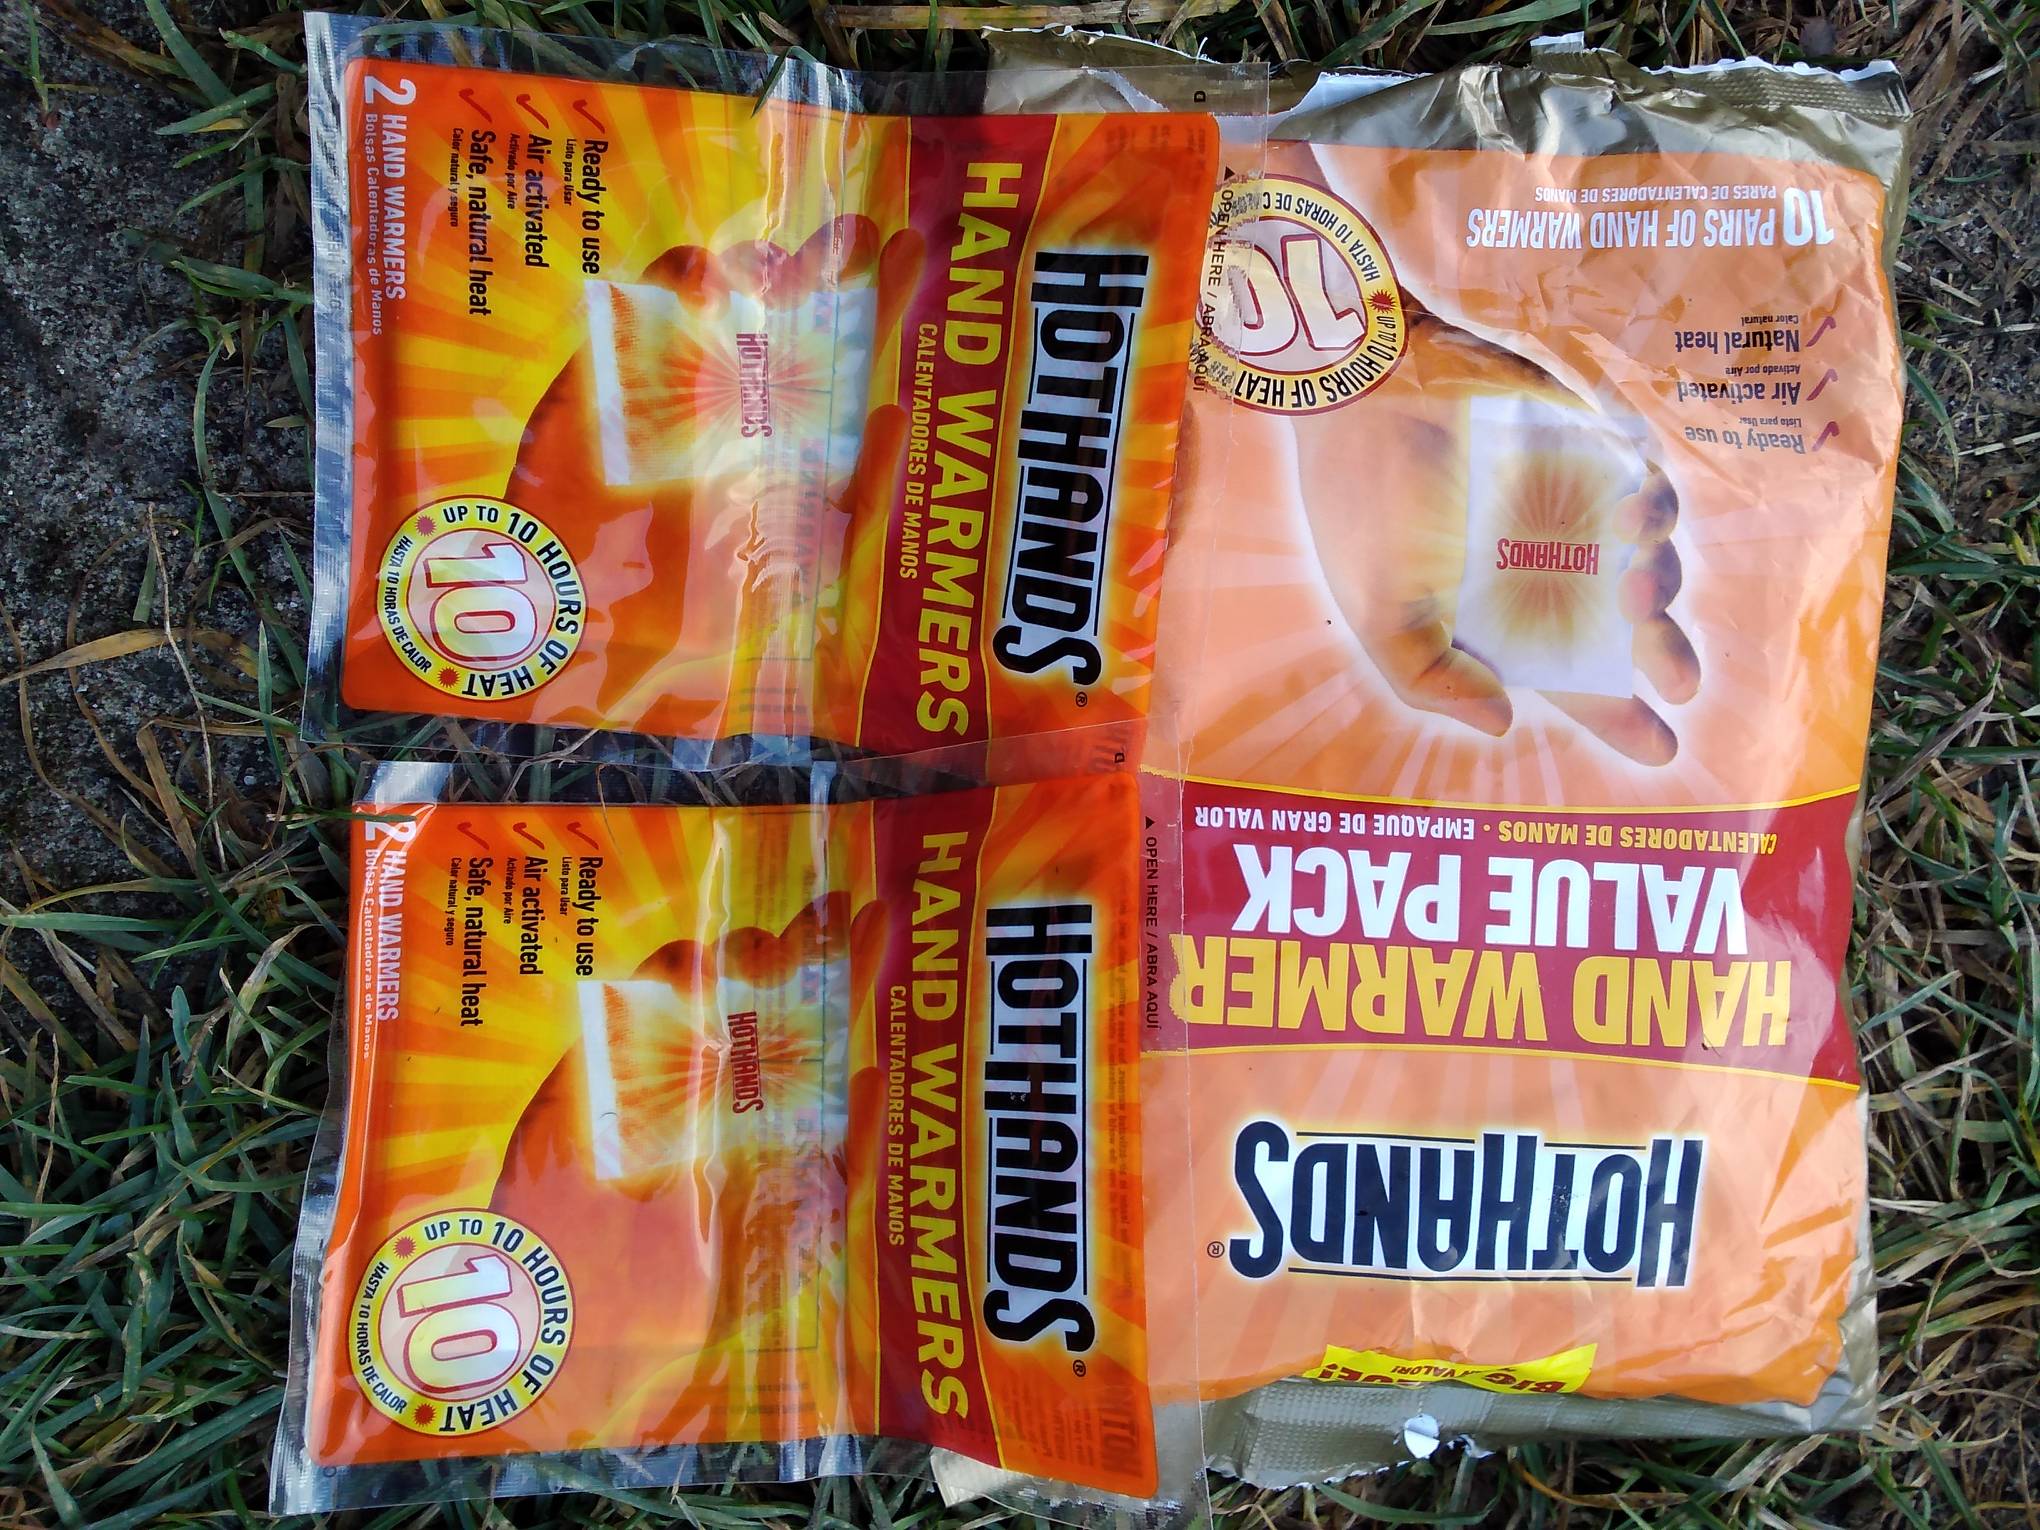 HOTHANDS®
HAND WARMERS
CALENTADORES DE MANOS
HOTHANDS
✓ Ready to use
Listo para Usar
✓ Air activated
Activado por Aire
✓ Safe, natural heat
Calor natural y seguro
2 HAND WARMERS
Bolsas Calentadoras de Manos
UP TO 10 HOURS OF HEAT
10
HASTA 10 HORAS DE CALOR
▲ OPEN HERE / ABRA AQUÍ
HOTHANDS®
HAND WARMERS
CALENTADORES DE MANOS
HOTHANDS
✓ Ready to use
Listo para Usar
✓ Air activated
Activado por Aire
✓ Safe, natural heat
Calor natural y seguro
2 HAND WARMERS
Bolsas Calentadoras de Manos
UP TO 10 HOURS OF HEAT
10
HASTA 10 HORAS DE CALOR
▲ OPEN HERE / ABRA AQUÍ
BIG
VALOR!
HOTHANDS®
HAND WARMER
VALUE PACK
CALENTADORES DE MANOS • EMPAQUE DE GRAN VALOR
HOTHANDS
✓ Ready to use
Listo para Usar
✓ Air activated
Activado por Aire
✓ Natural heat
Calor natural
UP TO 10 HOURS OF HEAT
10
HASTA 10 HORAS DE
10 PAIRS OF HAND WARMERS
PARES DE CALENTADORES DE MANOS